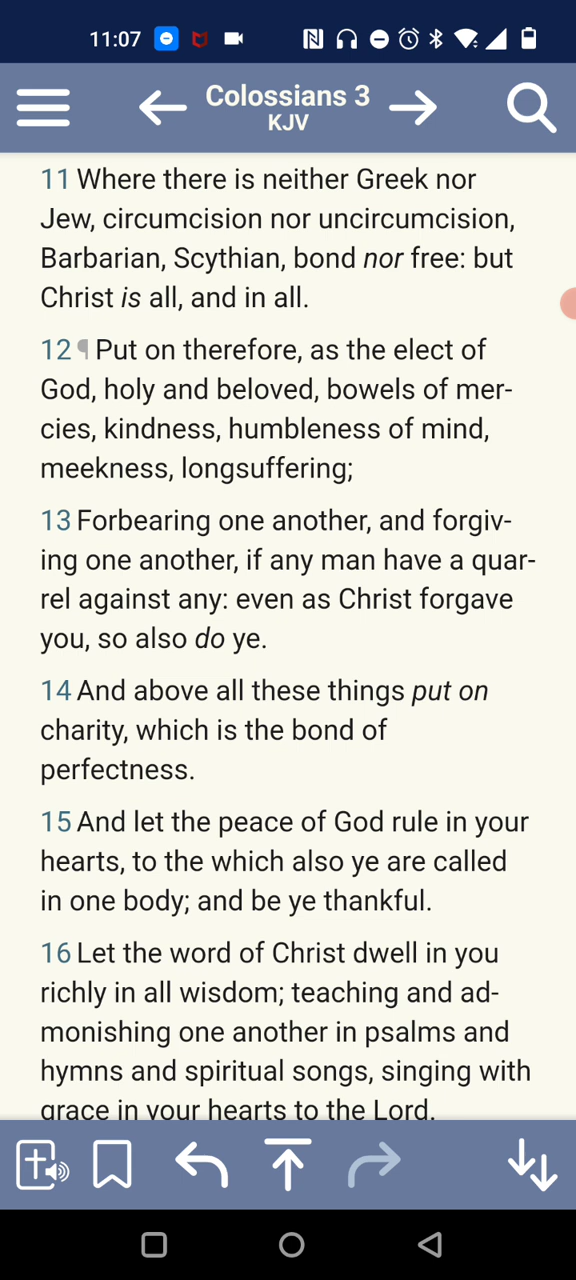 11:07
Colossians 3
KJV
11 Where there is neither Greek nor
Jew, circumcision nor uncircumcision,
Barbarian, Scythian, bond nor free: but
Christ is all, and in all.
12 ¶ Put on therefore, as the elect of
God, holy and beloved, bowels of mer-
cies, kindness, humbleness of mind,
meekness, longsuffering;
13 Forbearing one another, and forgiv-
ing one another, if any man have a quar-
rel against any: even as Christ forgave
you, so also do ye.
14 And above all these things put on
charity, which is the bond of
perfectness.
15 And let the peace of God rule in your
hearts, to the which also ye are called
in one body; and be ye thankful.
16 Let the word of Christ dwell in you
richly in all wisdom; teaching and ad-
monishing one another in psalms and
hymns and spiritual songs, singing with
grace in your hearts to the Lord.